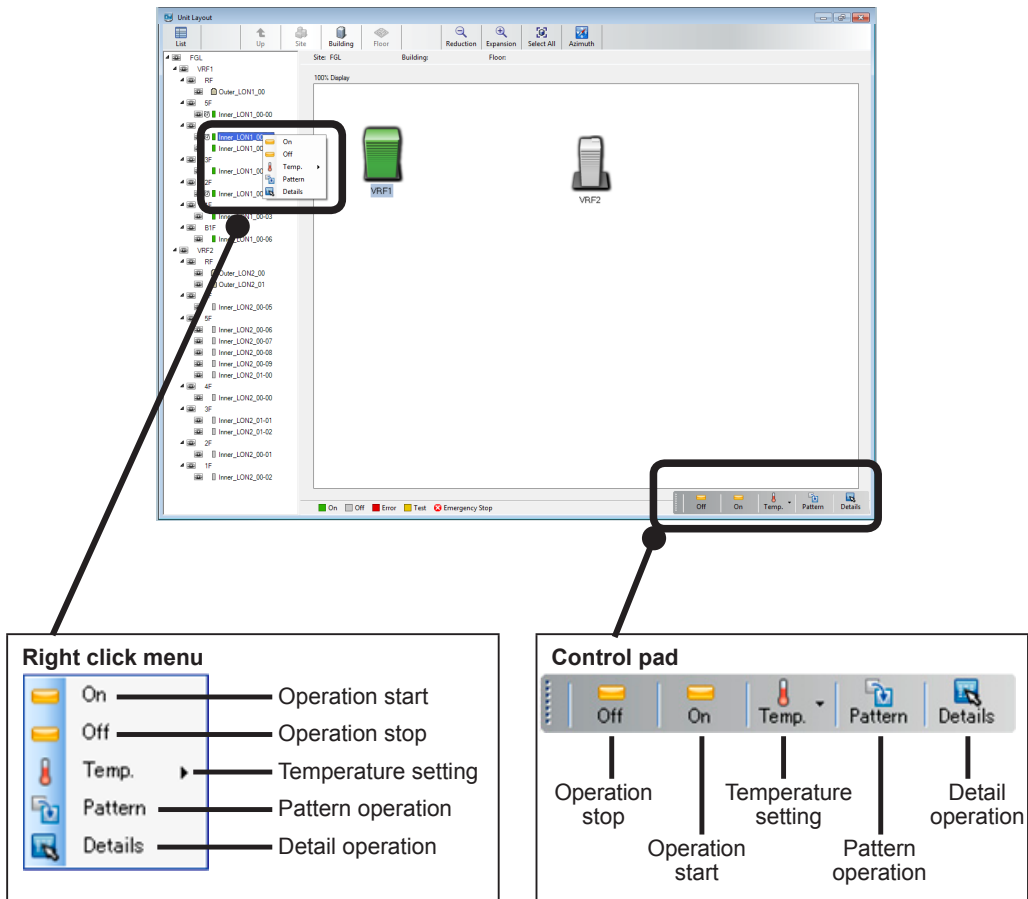 Unit Layout
List Up Site Building Floor Reduction Expansion Select All Azimuth
Site: FGL Building: Floor:
100% Display
FGL
VRF1
RF
Outer_LON1_00
5F
Inner_LON1_00-00
Inner_LON1_00
Inner_LON1_00
3F
Inner_LON1_00
2F
Inner_LON1_00
Inner_LON1_00-03
B1F
Inner_LON1_00-06
VRF2
RF
Outer_LON2_00
Outer_LON2_01
Inner_LON2_00-05
5F
Inner_LON2_00-06
Inner_LON2_00-07
Inner_LON2_00-08
Inner_LON2_00-09
Inner_LON2_01-00
4F
Inner_LON2_00-00
3F
Inner_LON2_01-01
Inner_LON2_01-02
2F
Inner_LON2_00-01
1F
Inner_LON2_00-02
On
Off
Temp.
Pattern
Details
VRF1
VRF2
On Off Error Test Emergency Stop
Off On Temp. Pattern Details
Right click menu
On Operation start
Off Operation stop
Temp. Temperature setting
Pattern Pattern operation
Details Detail operation
Control pad
Off On Temp. Pattern Details
Operation stop
Operation start
Temperature setting
Pattern operation
Detail operation